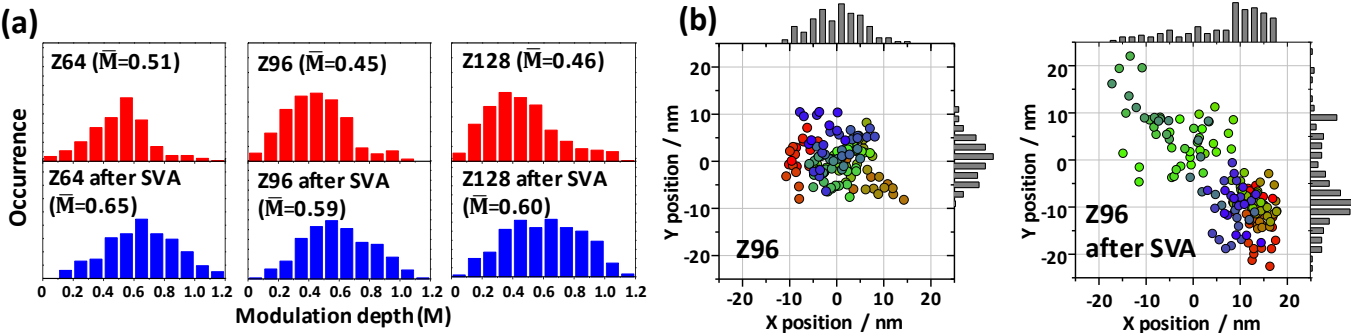 (a)
Z64 (M̅=0.51)
Z96 (M̅=0.45)
Z128 (M̅=0.46)
Z64 after SVA
(M̅=0.65)
Z96 after SVA
(M̅=0.59)
Z128 after SVA
(M̅=0.60)
Occurrence
0 0.2 0.4 0.6 0.8 1.0
0 0.2 0.4 0.6 0.8 1.0
0 0.2 0.4 0.6 0.8 1.0 1.2
Modulation depth (M)
(b)
20
10
0
-10
-20
Y position / nm
Z96
-20 -10 0 10 20
X position / nm
20
10
0
-10
-20
Y position / nm
Z96
after SVA
-20 -10 0 10 20
X position / nm